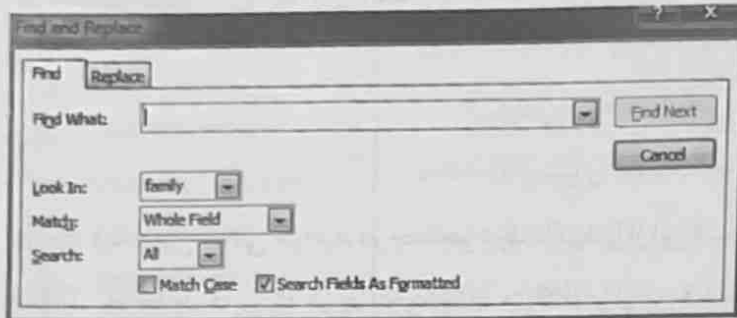 ? X
Find and Replace
Find Replace
Find What: Find Next
Cancel
Look In: family
Match: Whole Field
Search: All
Match Case Search Fields As Formatted